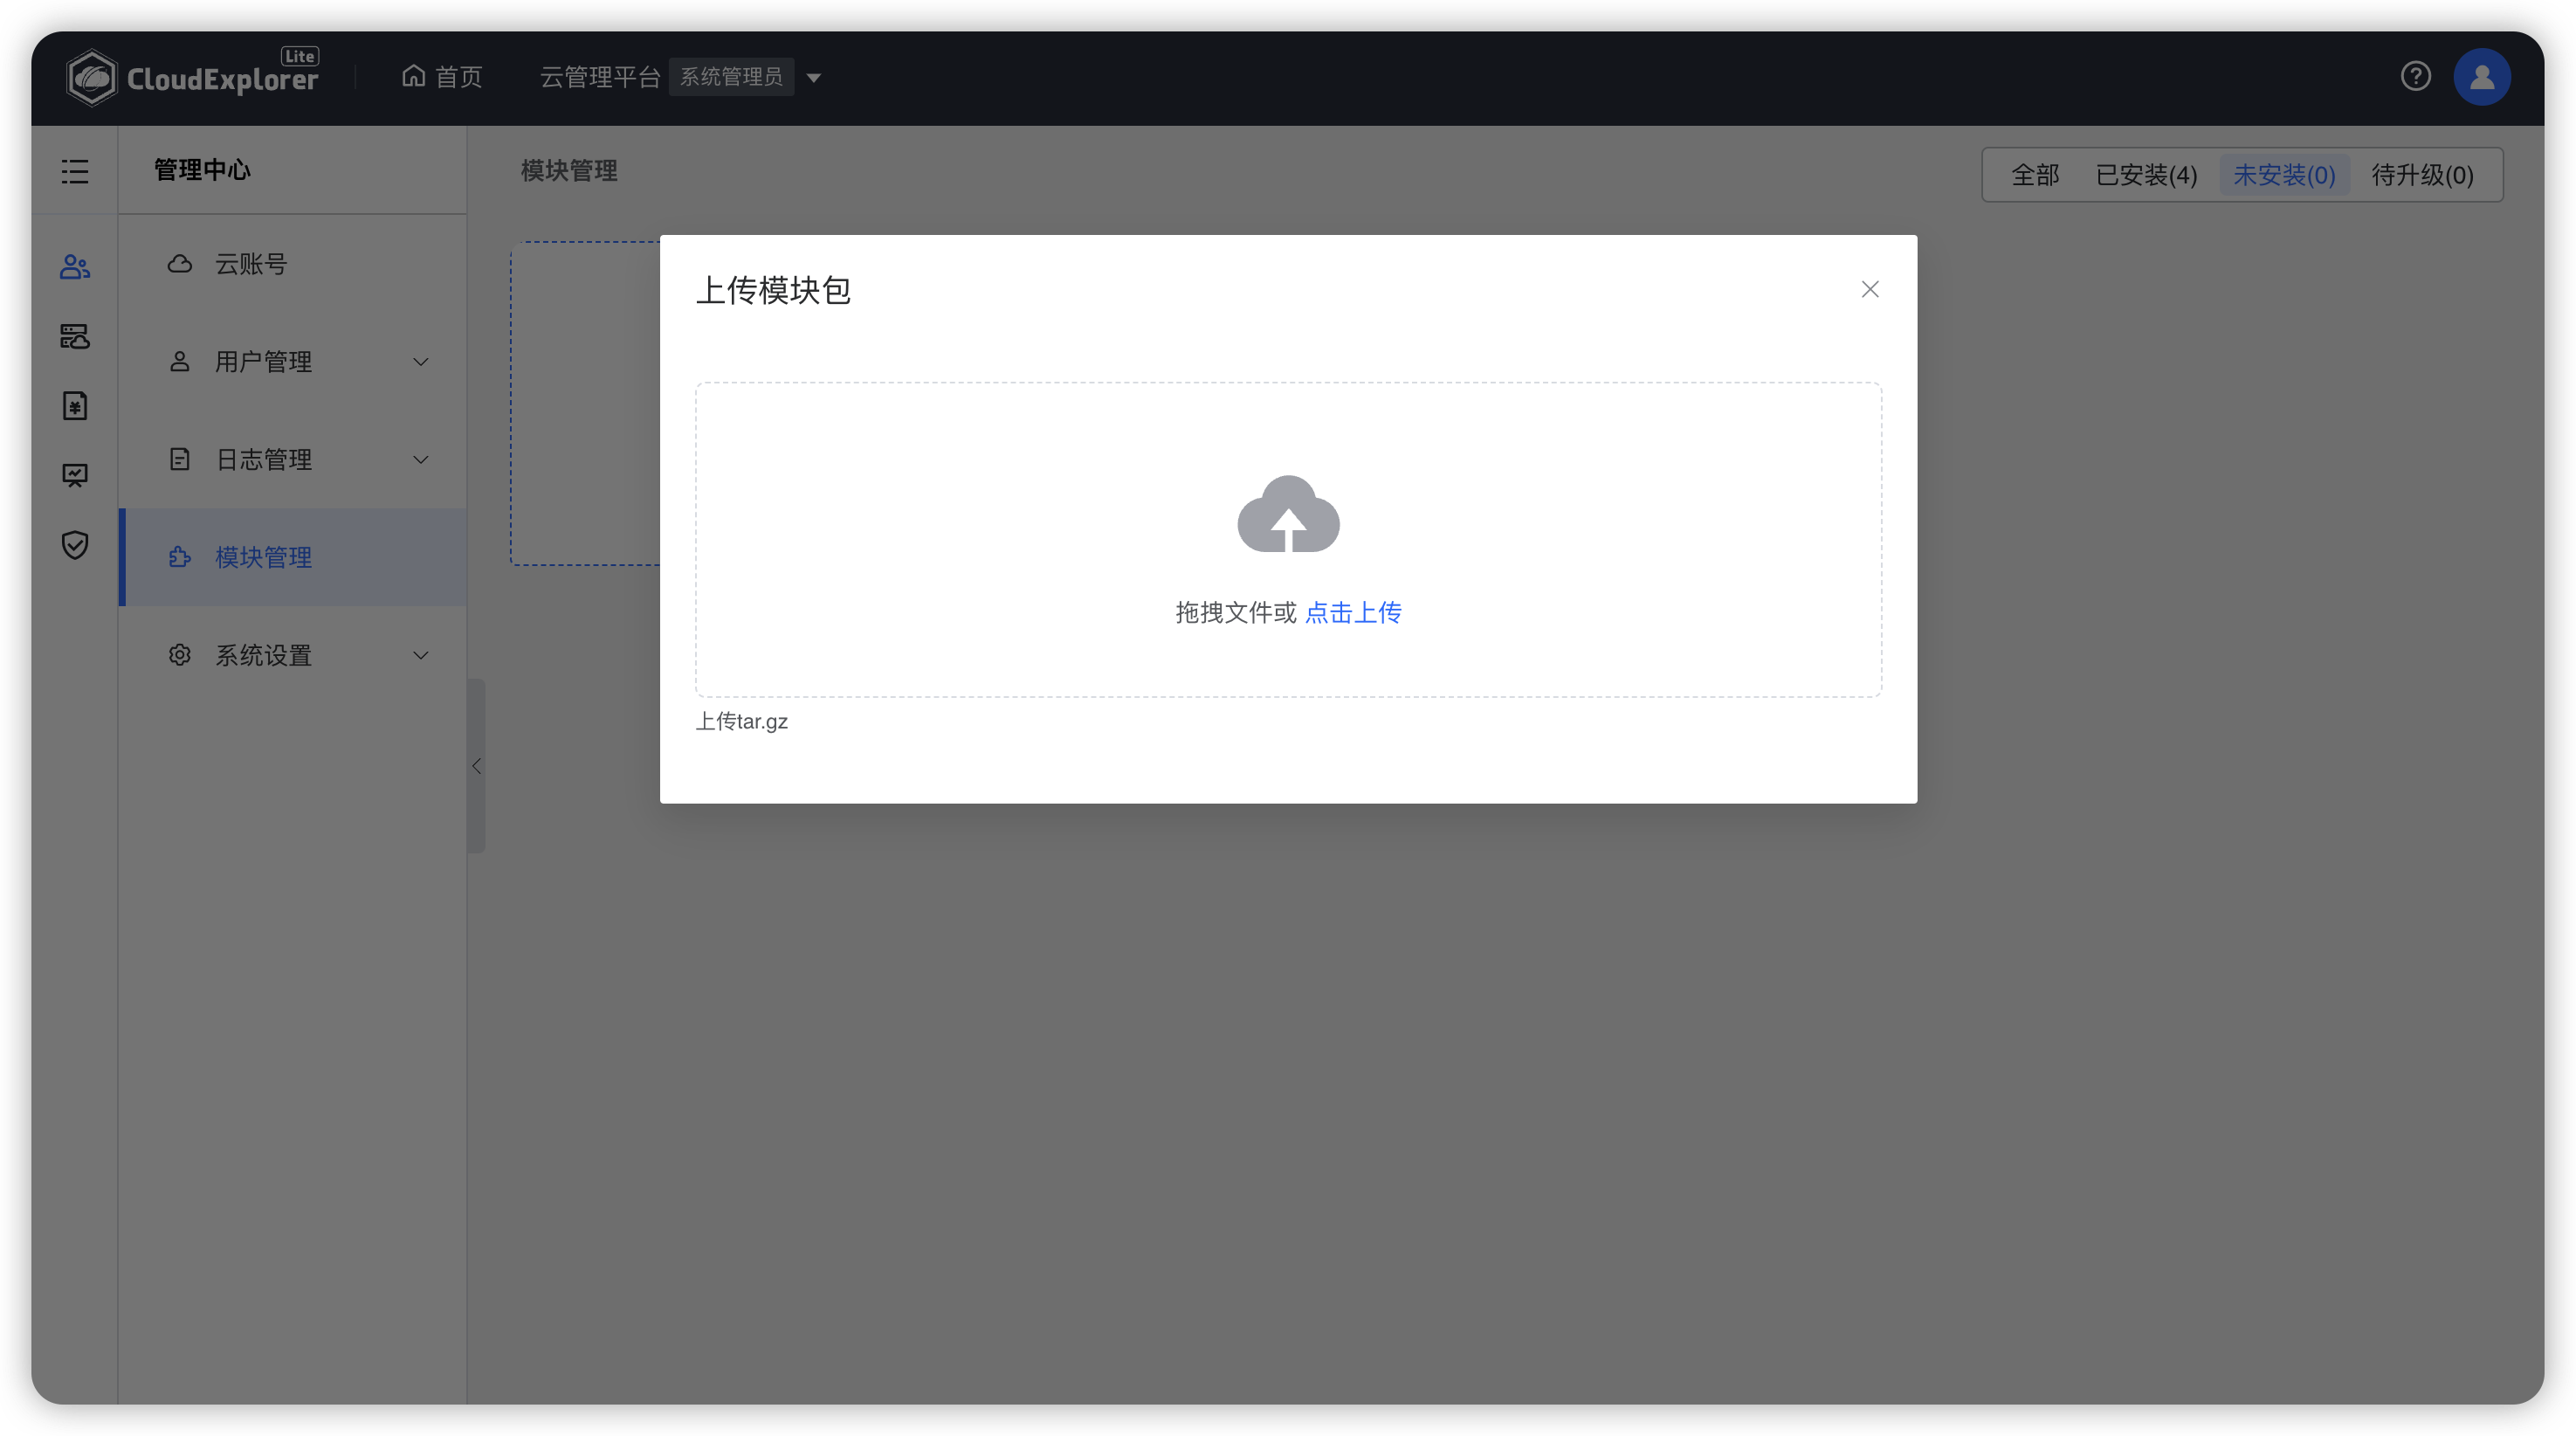 CloudExplorer Lite
首页
云管理平台 系统管理员
管理中心
云账号
用户管理
日志管理
模块管理
系统设置
模块管理
全部 已安装(4) 未安装(0) 待升级(0)
上传模块包
拖拽文件或 点击上传
上传tar.gz